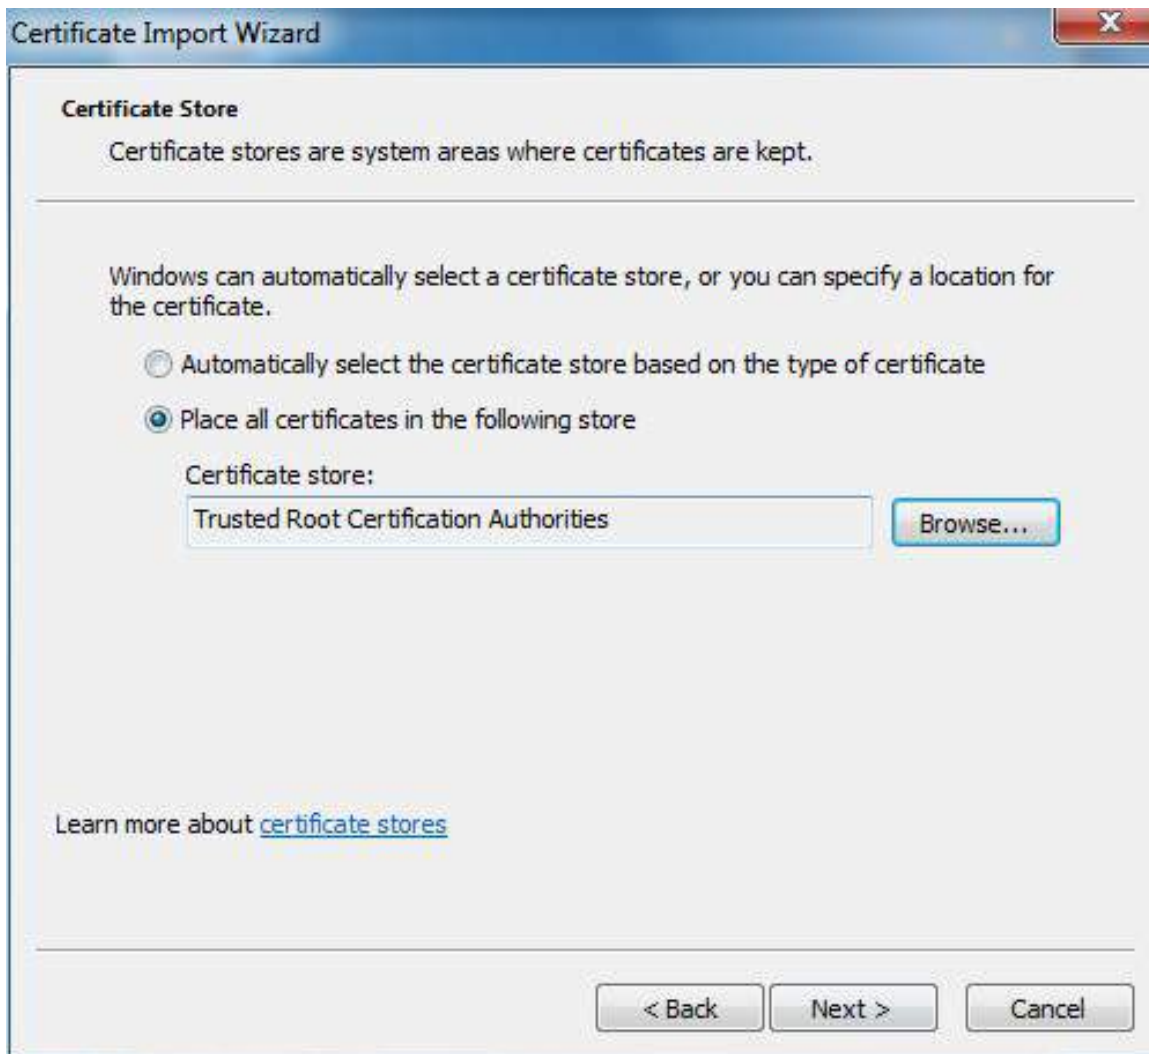 Certificate Import Wizard
X
Certificate Store
Certificate stores are system areas where certificates are kept.
Windows can automatically select a certificate store, or you can specify a location for
the certificate.
Automatically select the certificate store based on the type of certificate
Place all certificates in the following store
Certificate store:
Trusted Root Certification Authorities
Browse...
Learn more about certificate stores
< Back
Next >
Cancel